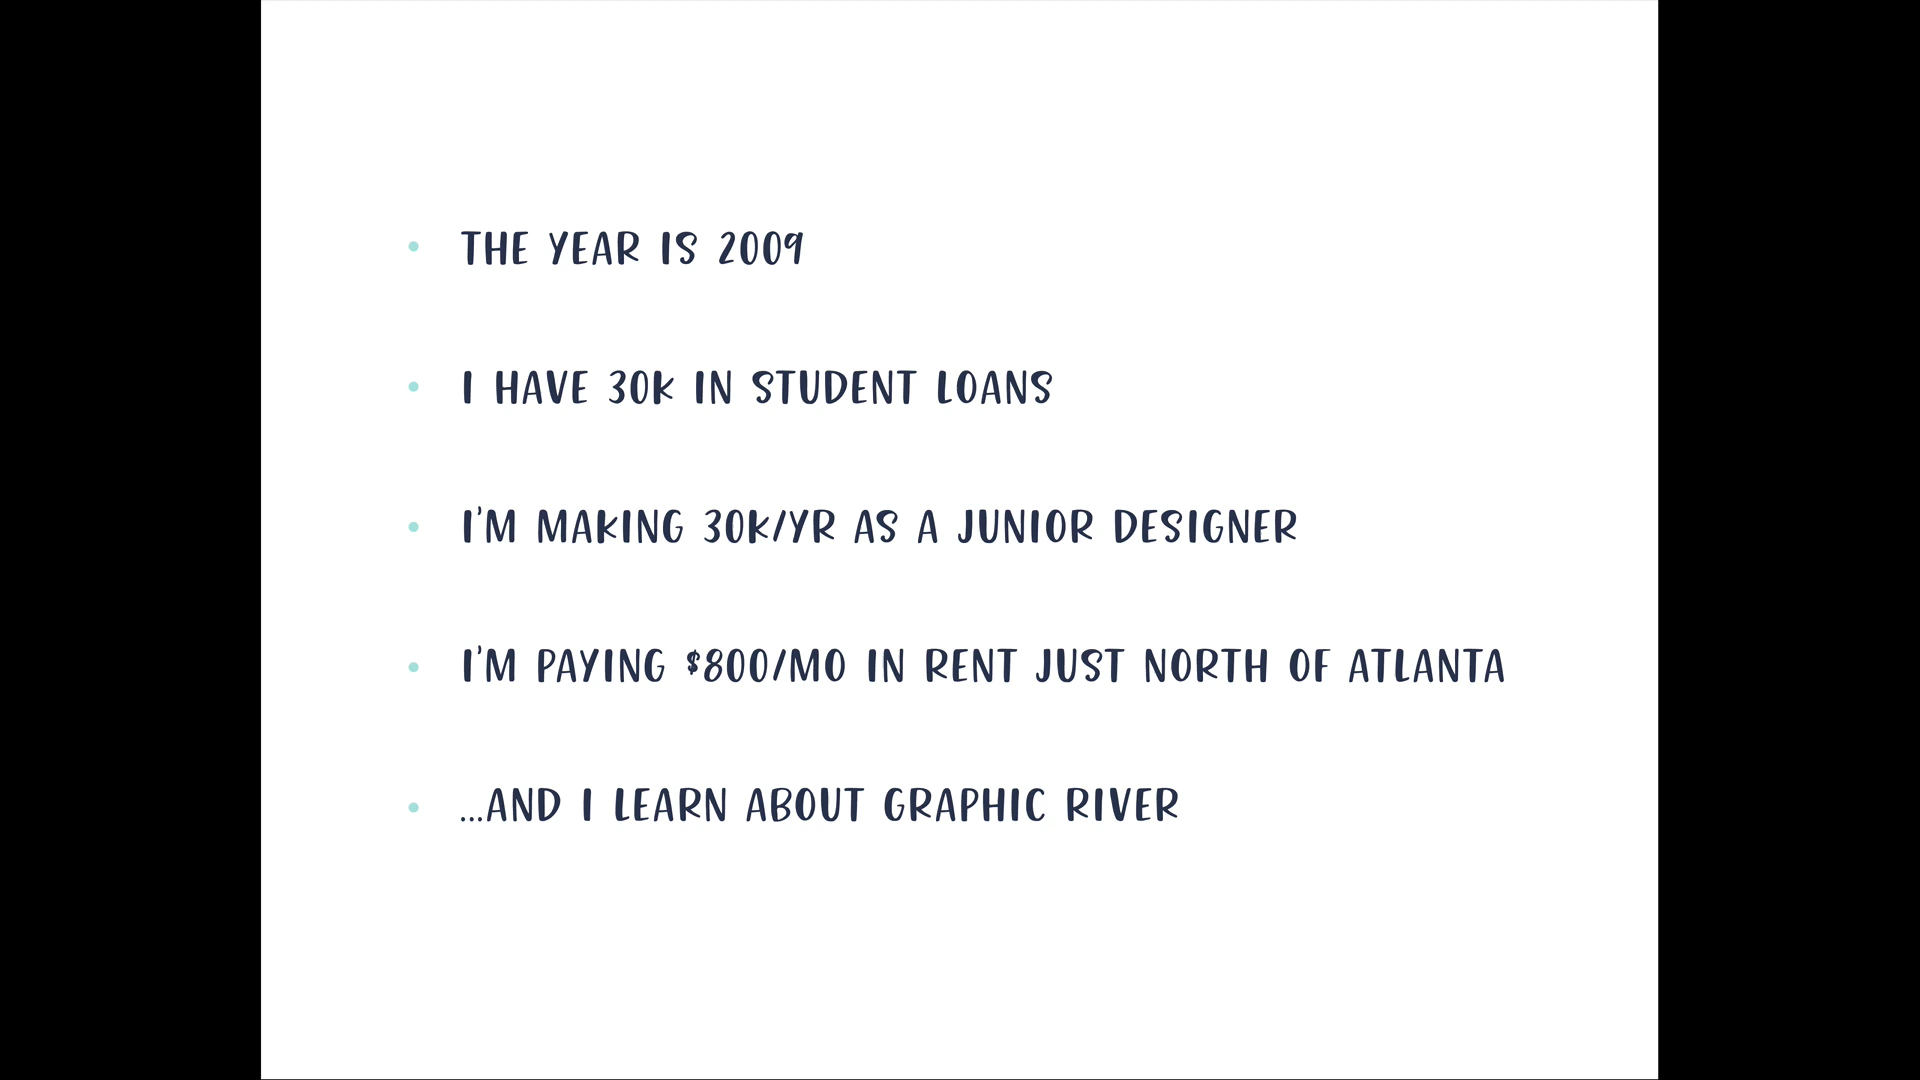 • THE YEAR IS 2009
• I HAVE 30K IN STUDENT LOANS
• I'M MAKING 30K/YR AS A JUNIOR DESIGNER
• I'M PAYING $800/MO IN RENT JUST NORTH OF ATLANTA
• ...AND I LEARN ABOUT GRAPHIC RIVER